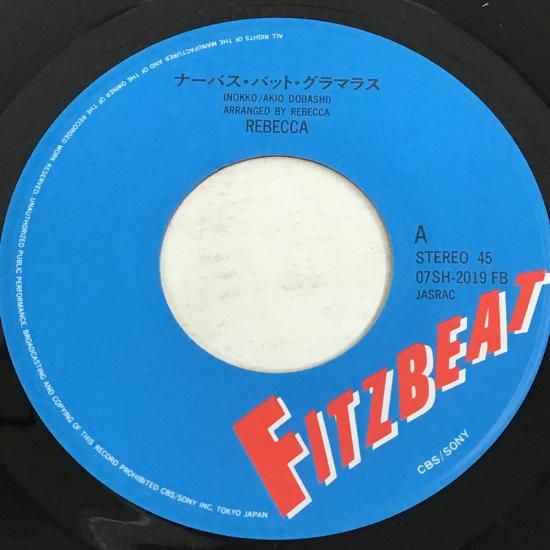 ナーバス・バット・グラマラス
(NOKKO/AKIO DOBASHI)
ARRANGED BY REBECCA
REBECCA
A
STEREO 45
07SH-2019 FB
JASRAC
FITZBEAT
CBS/SONY
ALL RIGHTS OF THE MANUFACTURER AND OF THE OWNER OF THE RECORDED WORK RESERVED. UNAUTHORIZED PUBLIC PERFORMANCE. BROADCASTING AND COPYING OF THIS RECORD PROHIBITED CBS/SONY INC. TOKYO JAPAN